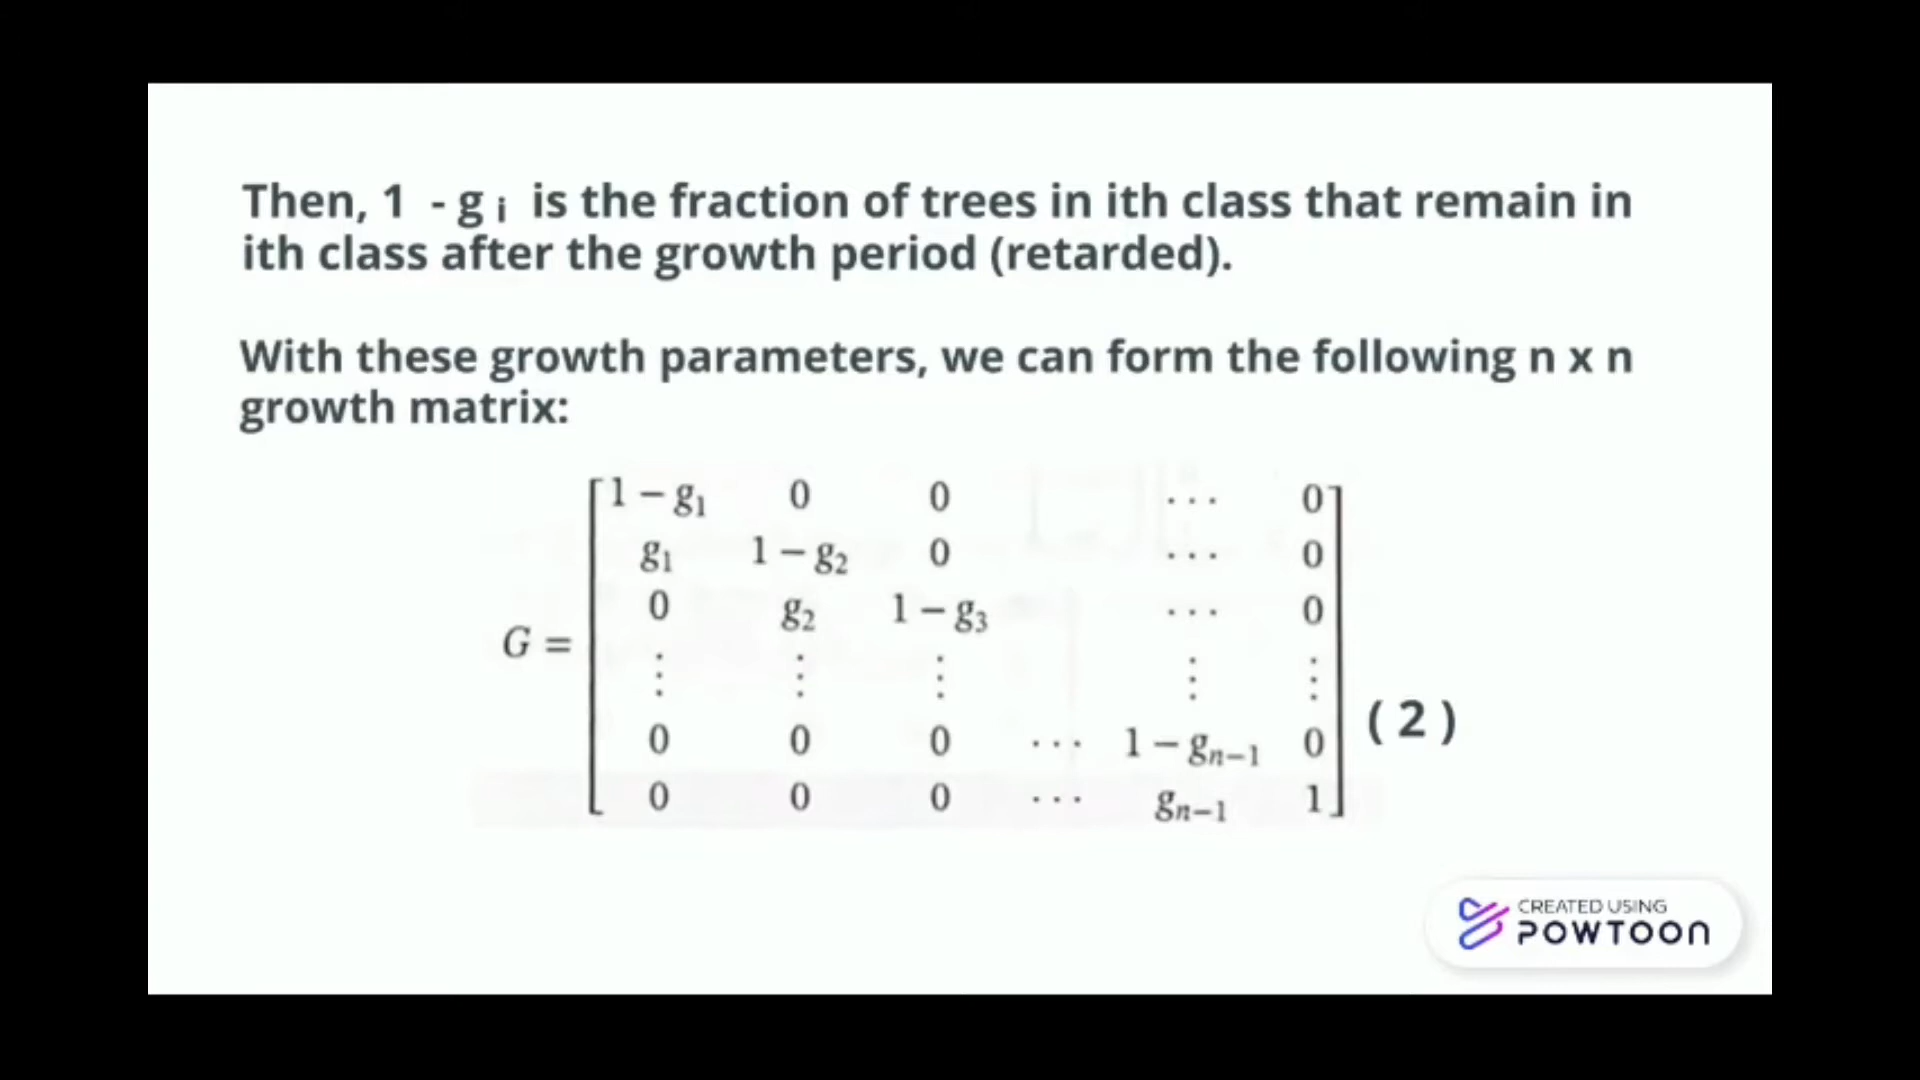 Then, 1 - g i is the fraction of trees in ith class that remain in
ith class after the growth period (retarded).
With these growth parameters, we can form the following n x n
growth matrix:
1 − g₁ 0 0 ··· 0
g₁ 1 − g₂ 0 ··· 0
0 g₂ 1 − g₃ ··· 0
G =
⋮ ⋮ ⋮ ⋮ ⋮
( 2 )
0 0 0 ··· 1 − gₙ₋₁ 0
0 0 0 ··· gₙ₋₁ 1
CREATED USING
POWTOON